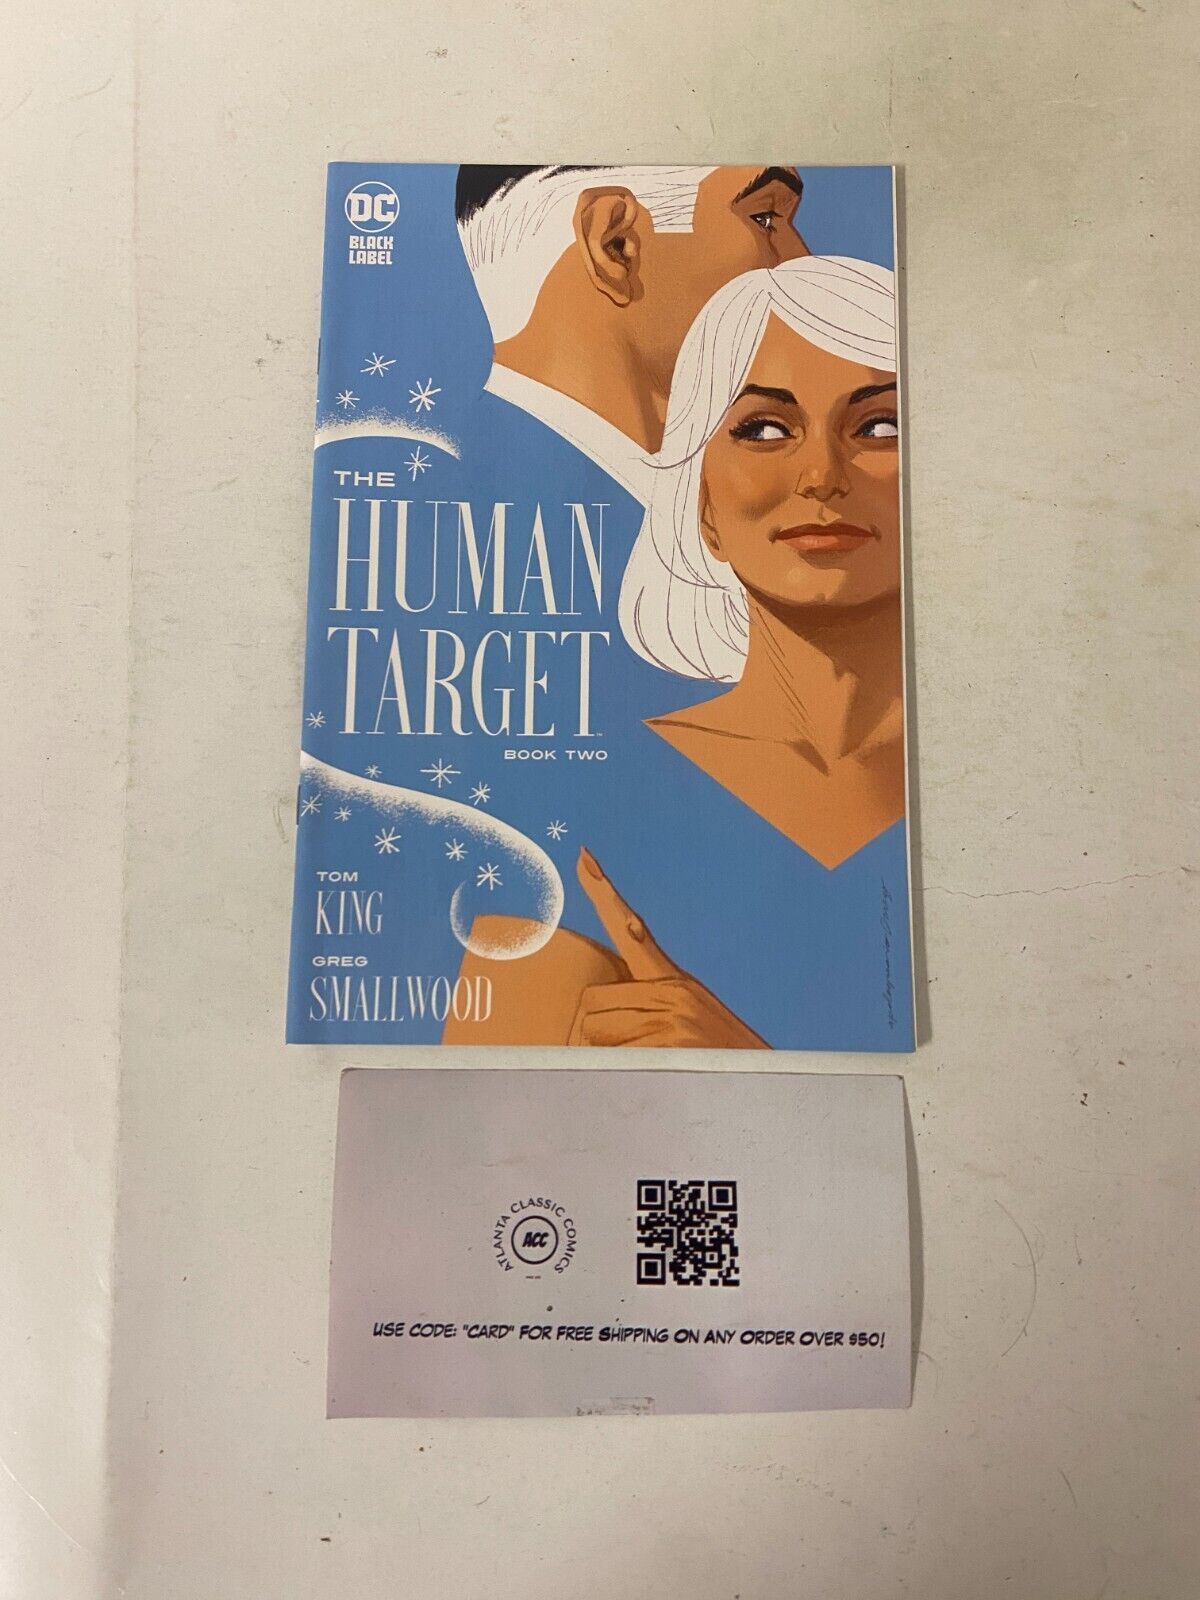 DC
BLACK
LABEL
THE
HUMAN
TARGET
BOOK TWO
TOM
KING
GREG
SMALLWOOD
ATLANTA CLASSIC COMICS
ACC
USE CODE: "CARD" FOR FREE SHIPPING ON ANY ORDER OVER $50!